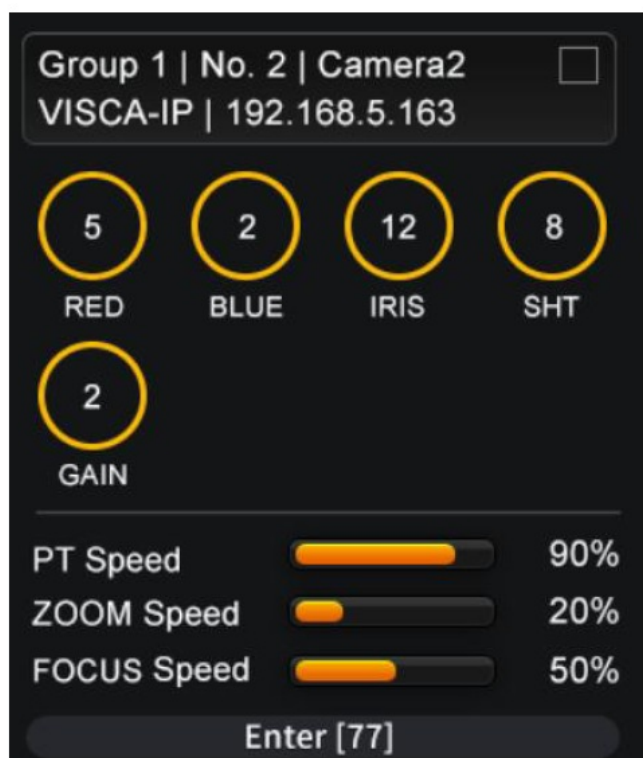 Group 1 | No. 2 | Camera2
VISCA-IP | 192.168.5.163
5 2 12 8
RED BLUE IRIS SHT
2
GAIN
PT Speed 90%
ZOOM Speed 20%
FOCUS Speed 50%
Enter [77]